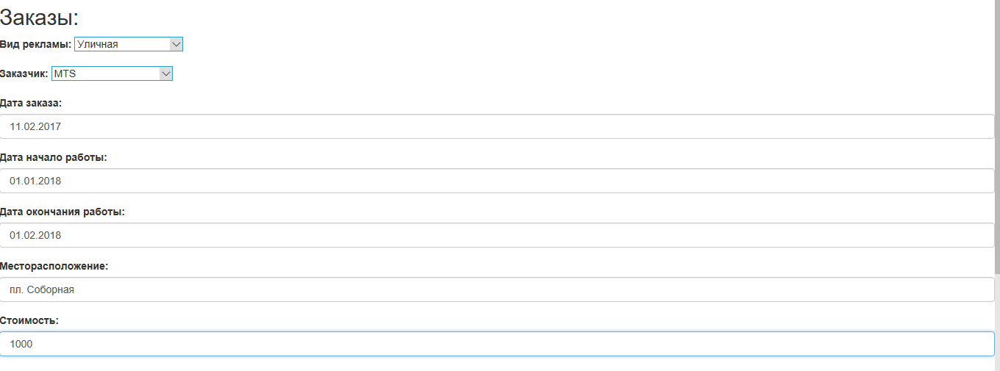 Заказы:
Вид рекламы: Уличная
Заказчик: MTS
Дата заказа:
11.02.2017
Дата начало работы:
01.01.2018
Дата окончания работы:
01.02.2018
Месторасположение:
пл. Соборная
Стоимость:
1000